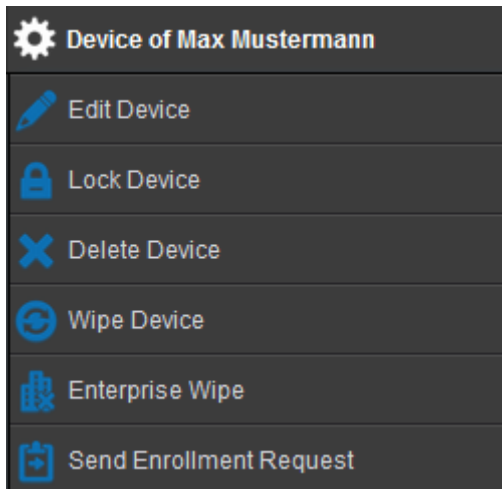 Device of Max Mustermann
Edit Device
Lock Device
Delete Device
Wipe Device
Enterprise Wipe
Send Enrollment Request